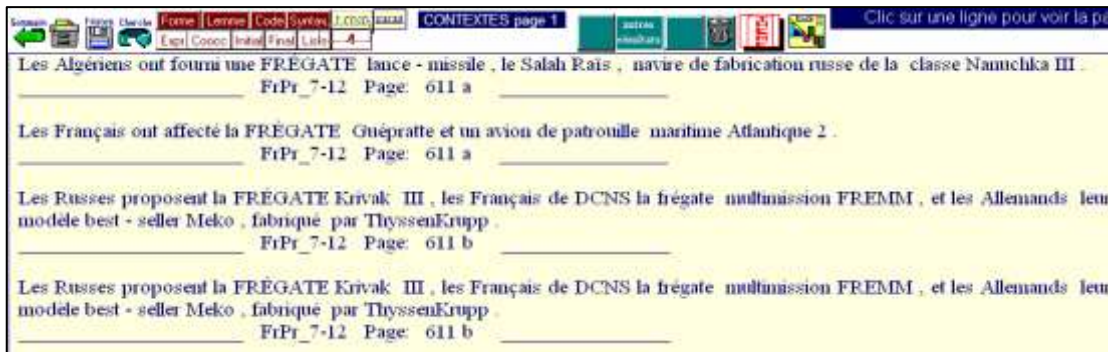 Sommaire Chercher
Forme Lemme Code Syntax
CONTEXTES page 1
autres
résultats
Clic sur une ligne pour voir la pa
Expr Coooc Initial Final Liste A
Les Algériens ont fourni une FRÉGATE lance - missile , le Salah Raïs , navire de fabrication russe de la classe Nanuchka III .
FrPr_7-12 Page: 611 a
Les Français ont affecté la FRÉGATE Guépratte et un avion de patrouille maritime Atlantique 2 .
FrPr_7-12 Page: 611 a
Les Russes proposent la FRÉGATE Krivak III , les Français de DCNS la frégate multimission FREMM , et les Allemands leur
modèle best - seller Meko , fabriqué par ThyssenKrupp .
FrPr_7-12 Page: 611 b
Les Russes proposent la FRÉGATE Krivak III , les Français de DCNS la frégate multimission FREMM , et les Allemands leur
modèle best - seller Meko , fabriqué par ThyssenKrupp .
FrPr_7-12 Page: 611 b